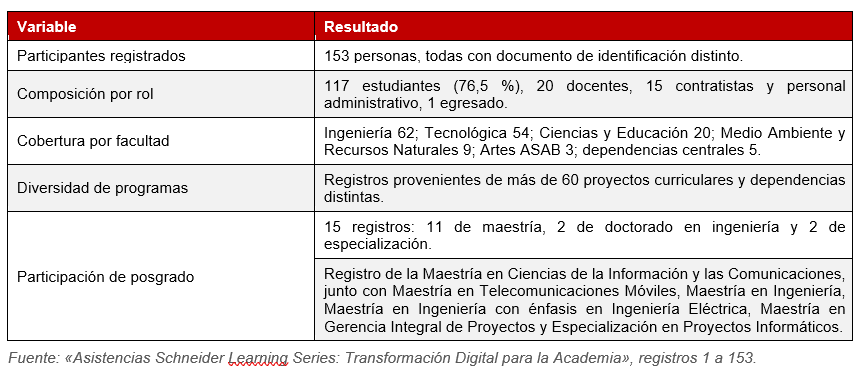 Variable Resultado
Participantes registrados 153 personas, todas con documento de identificación distinto.
Composición por rol 117 estudiantes (76,5 %), 20 docentes, 15 contratistas y personal
administrativo, 1 egresado.
Cobertura por facultad Ingeniería 62; Tecnológica 54; Ciencias y Educación 20; Medio Ambiente y
Recursos Naturales 9; Artes ASAB 3; dependencias centrales 5.
Diversidad de programas Registros provenientes de más de 60 proyectos curriculares y dependencias
distintas.
Participación de posgrado 15 registros: 11 de maestría, 2 de doctorado en ingeniería y 2 de
especialización.
Registro de la Maestría en Ciencias de la Información y las Comunicaciones,
junto con Maestría en Telecomunicaciones Móviles, Maestría en Ingeniería,
Maestría en Ingeniería con énfasis en Ingeniería Eléctrica, Maestría en
Gerencia Integral de Proyectos y Especialización en Proyectos Informáticos.
Fuente: «Asistencias Schneider Learning Series: Transformación Digital para la Academia», registros 1 a 153.